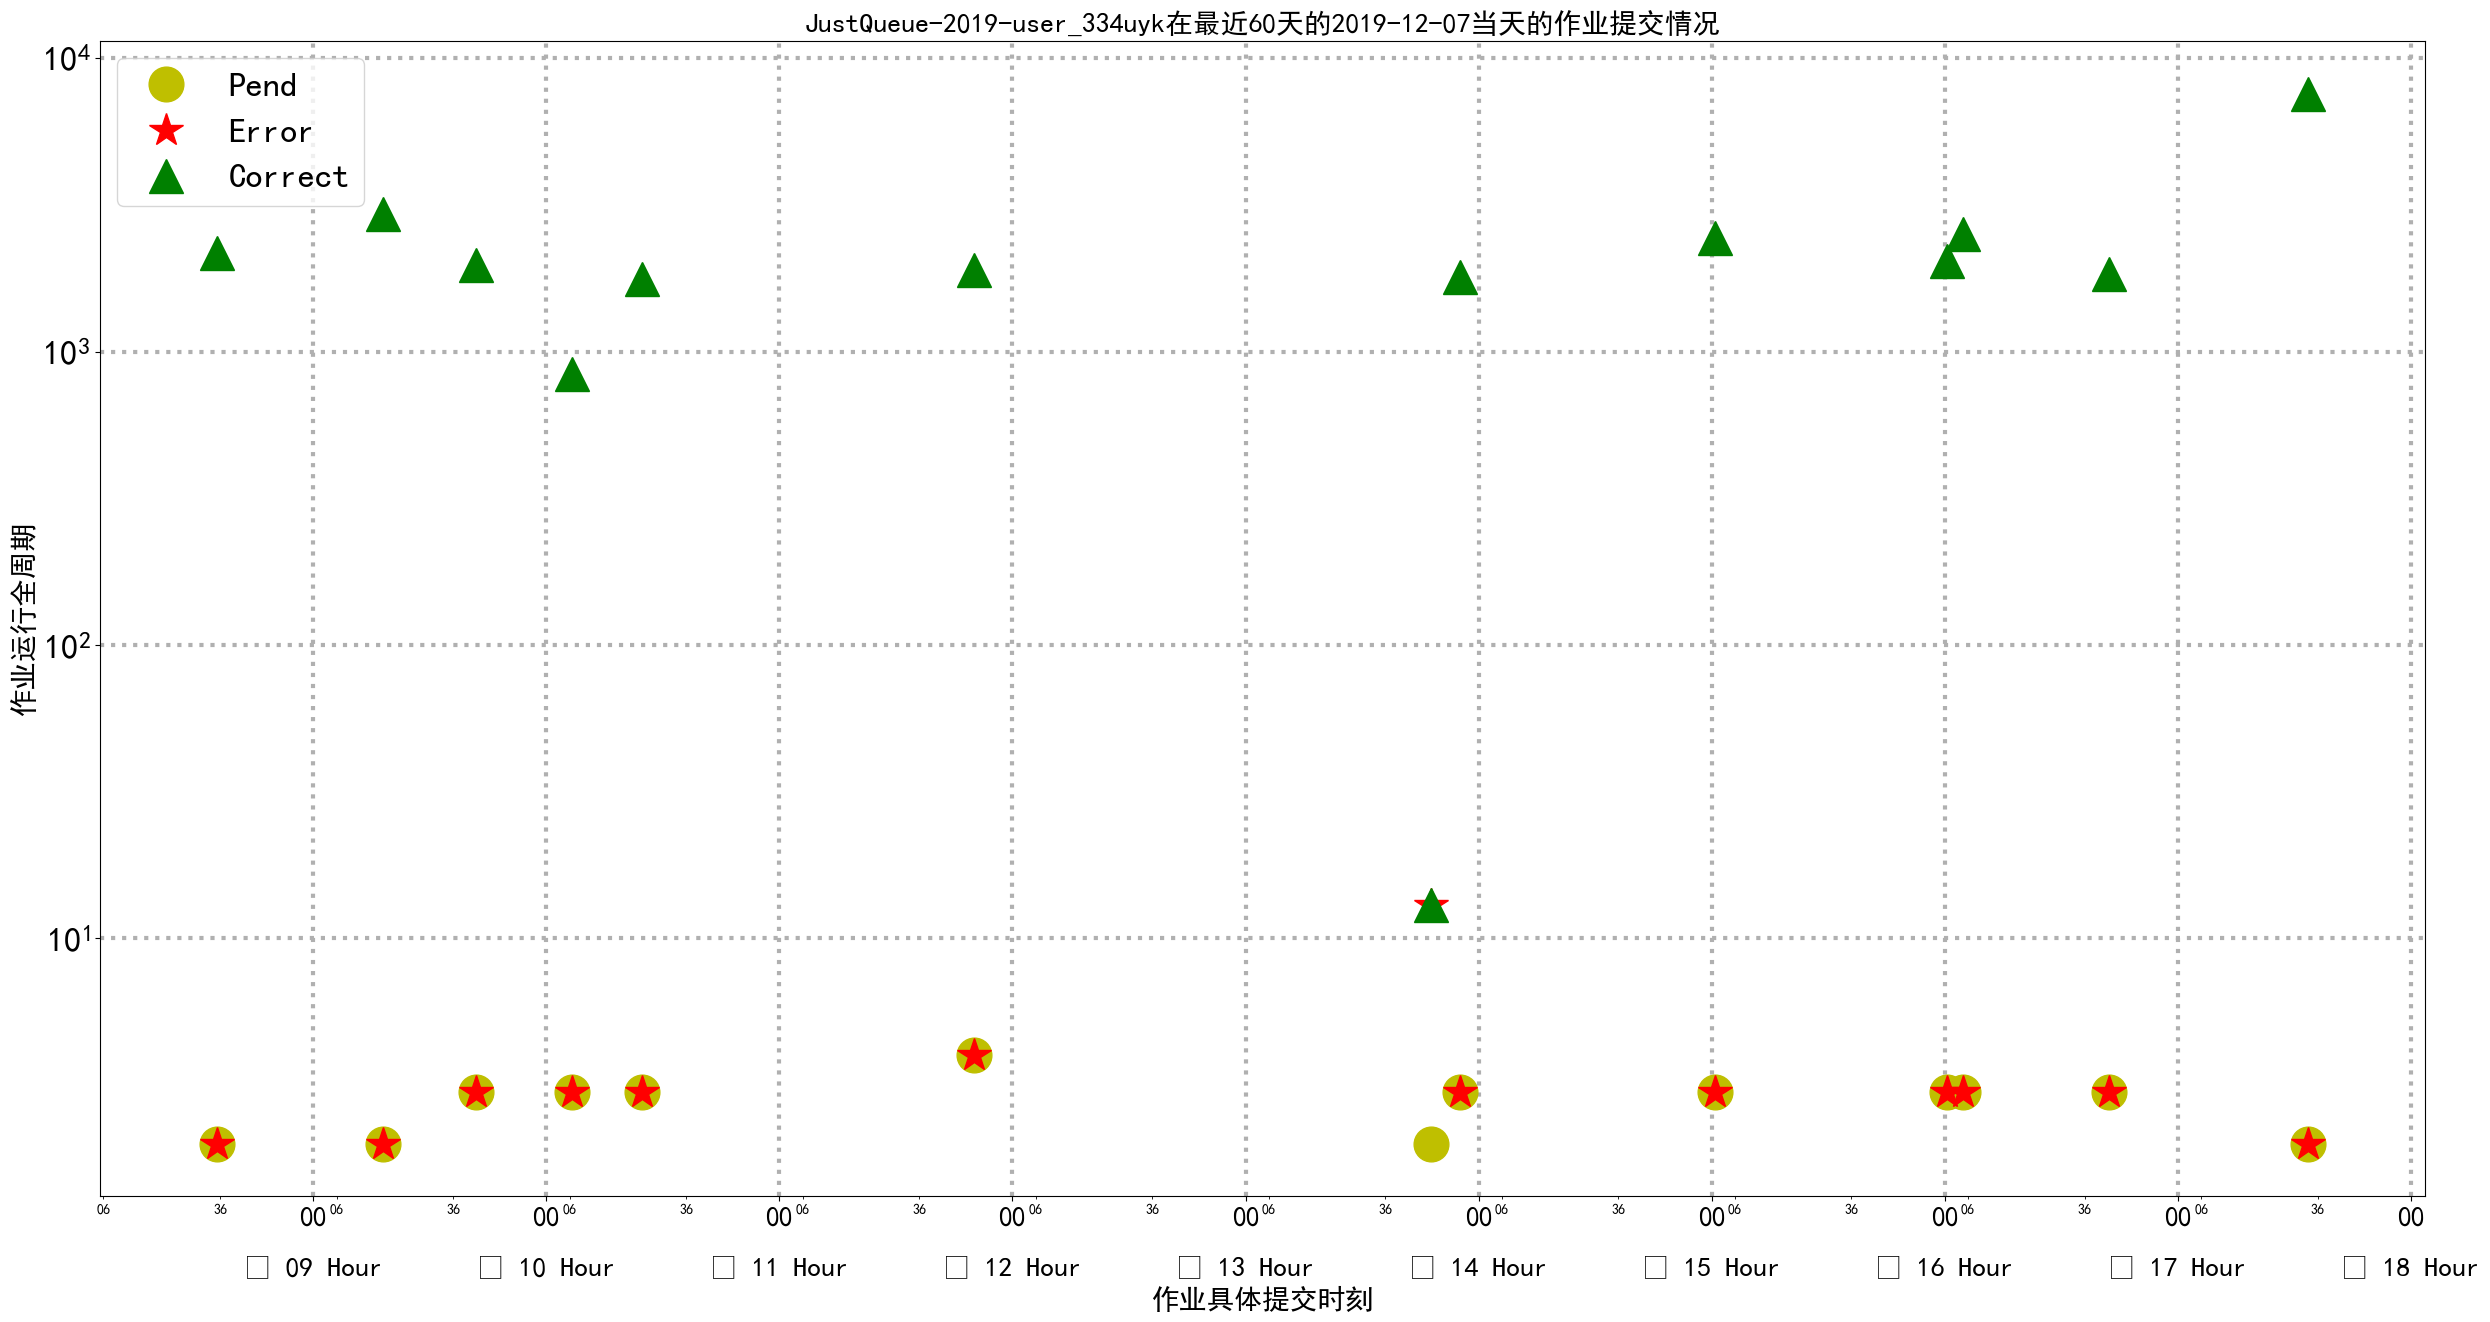 JustQueue-2019-user_334uyk在最近60天的2019-12-07当天的作业提交情况
Pend
Error
Correct
10⁴
10³
10²
10¹
作业运行全周期
06 36 00 06 36 00 06 36 00 06 36 00 06 36 00 06 36 00 06 36 00 06 36 00 06 36 00 06 36 00
□ 09 Hour □ 10 Hour □ 11 Hour □ 12 Hour □ 13 Hour □ 14 Hour □ 15 Hour □ 16 Hour □ 17 Hour □ 18 Hour
作业具体提交时刻